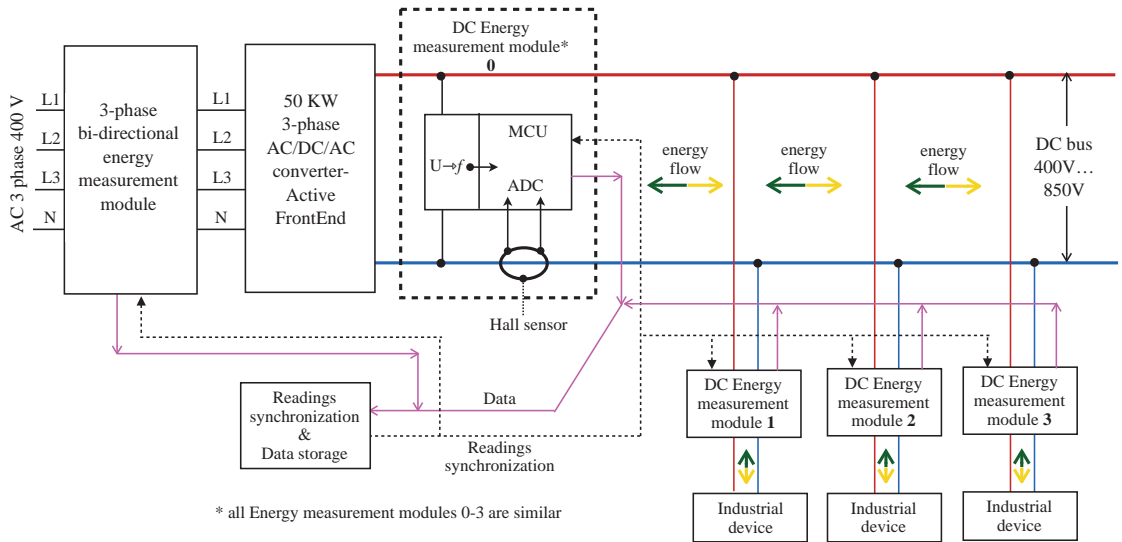 AC 3 phase 400 V
L1
L2
L3
N
3-phase
bi-directional
energy
measurement
module
L1
L2
L3
N
50 KW
3-phase
AC/DC/AC
converter-
Active
FrontEnd
DC Energy
measurement module*
0
MCU
U→f
ADC
Hall sensor
energy
flow
energy
flow
energy
flow
DC bus
400V…
850V
Readings
synchronization
&
Data storage
Data
Readings
synchronization
DC Energy
measurement
module 1
DC Energy
measurement
module 2
DC Energy
measurement
module 3
Industrial
device
Industrial
device
Industrial
device
* all Energy measurement modules 0-3 are similar